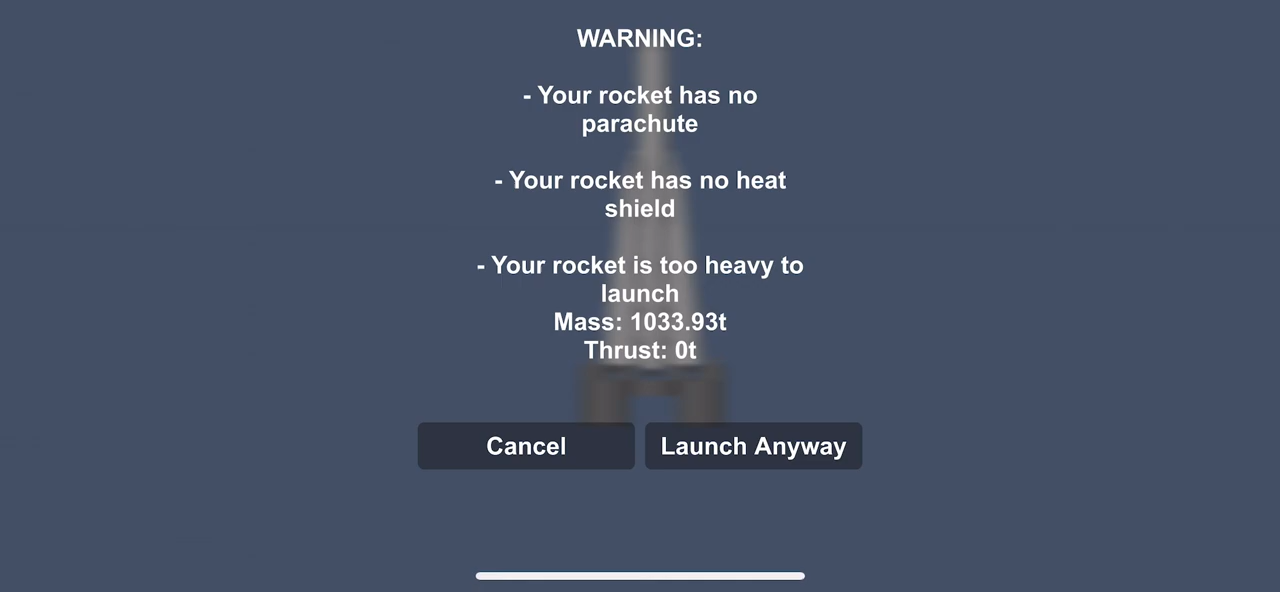 WARNING:
- Your rocket has no
parachute
- Your rocket has no heat
shield
- Your rocket is too heavy to
launch
Mass: 1033.93t
Thrust: 0t
Cancel
Launch Anyway